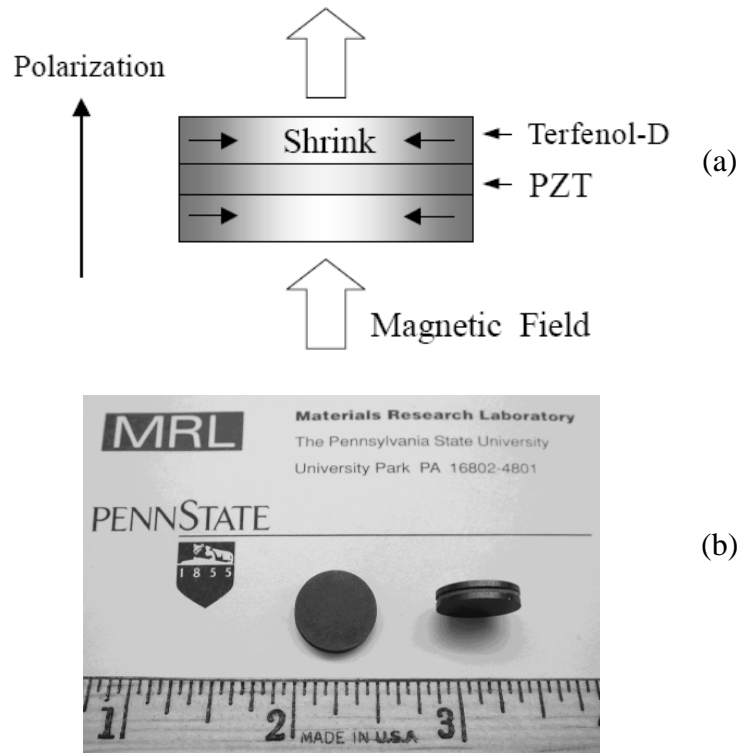 Polarization
Shrink
Terfenol-D
PZT
(a)
Magnetic Field
MRL
Materials Research Laboratory
The Pennsylvania State University
University Park PA 16802-4801
PENNSTATE
1855
(b)
1 2 3
MADE IN U.S.A